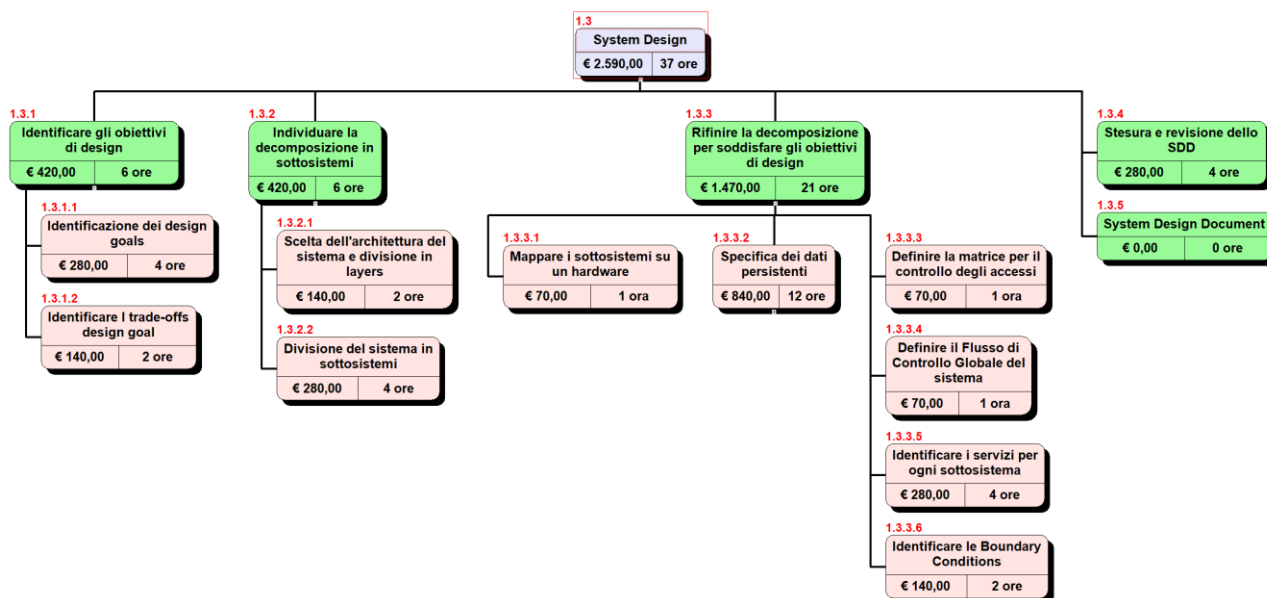 1.3
System Design
€ 2.590,00 37 ore
1.3.1
Identificare gli obiettivi
di design
€ 420,00 6 ore
1.3.1.1
Identificazione dei design
goals
€ 280,00 4 ore
1.3.1.2
Identificare I trade-offs
design goal
€ 140,00 2 ore
1.3.2
Individuare la
decomposizione in
sottosistemi
€ 420,00 6 ore
1.3.2.1
Scelta dell'architettura del
sistema e divisione in
layers
€ 140,00 2 ore
1.3.2.2
Divisione del sistema in
sottosistemi
€ 280,00 4 ore
1.3.3
Rifinire la decomposizione
per soddisfare gli obiettivi
di design
€ 1.470,00 21 ore
1.3.3.1
Mappare i sottosistemi su
un hardware
€ 70,00 1 ora
1.3.3.2
Specifica dei dati
persistenti
€ 840,00 12 ore
1.3.3.3
Definire la matrice per il
controllo degli accessi
€ 70,00 1 ora
1.3.3.4
Definire il Flusso di
Controllo Globale del
sistema
€ 70,00 1 ora
1.3.3.5
Identificare i servizi per
ogni sottosistema
€ 280,00 4 ore
1.3.3.6
Identificare le Boundary
Conditions
€ 140,00 2 ore
1.3.4
Stesura e revisione dello
SDD
€ 280,00 4 ore
1.3.5
System Design Document
€ 0,00 0 ore